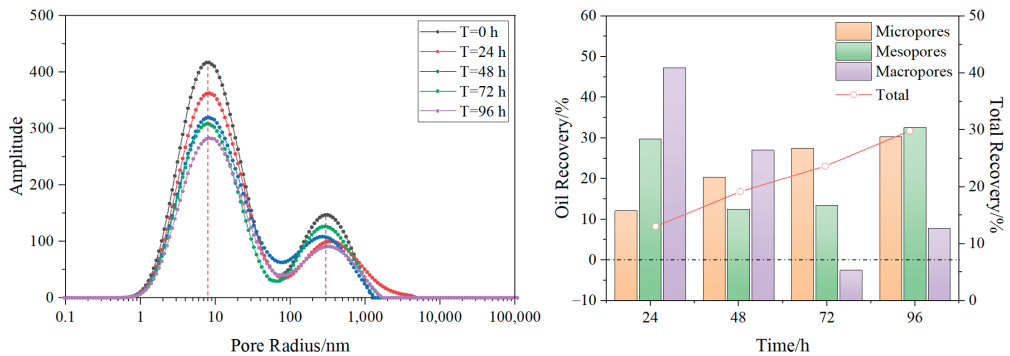 500
400
300
200
100
0
Amplitude
0.1
1
10
100
1,000
10,000
100,000
Pore Radius/nm
T=0 h
T=24 h
T=48 h
T=72 h
T=96 h
60
50
40
30
20
10
0
–10
Oil Recovery/%
24
48
72
96
Time/h
Micropores
Mesopores
Macropores
Total
50
40
30
20
10
0
Total Recovery/%